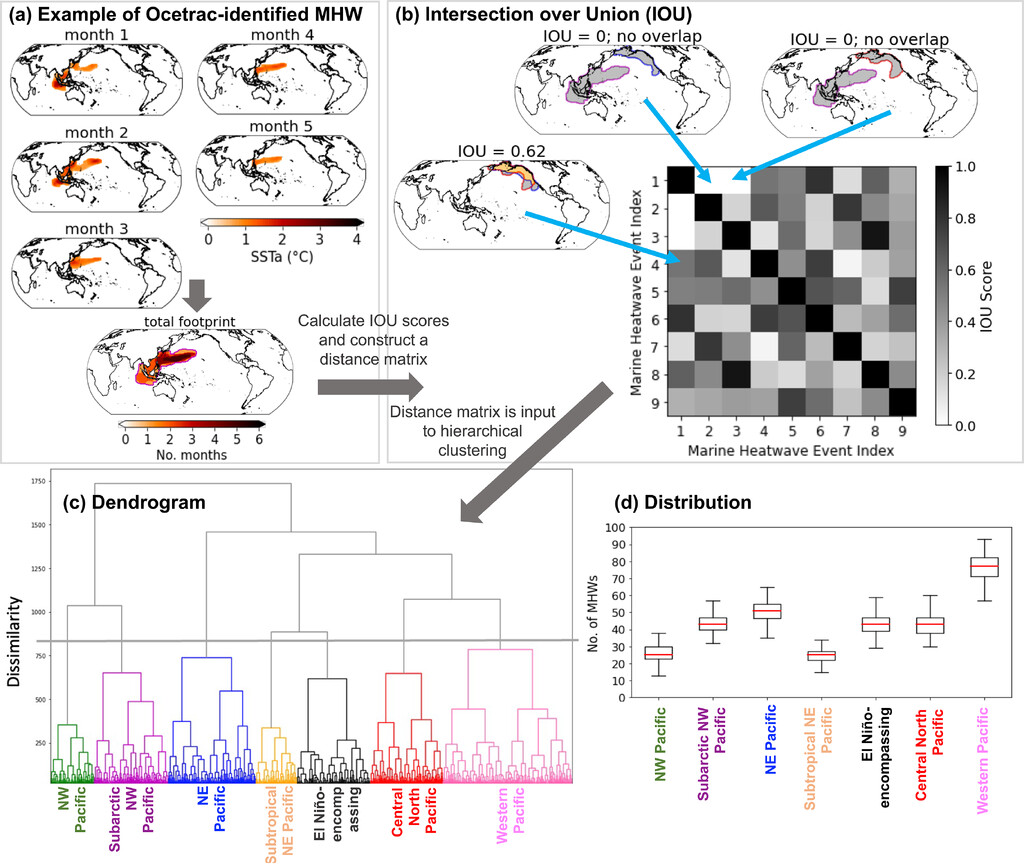 (a) Example of Ocetrac-identified MHW
month 1
month 4
month 2
month 5
month 3
0 1 2 3 4
SSTa (°C)
total footprint
0 1 2 3 4 5 6
No. months
Calculate IOU scores
and construct a
distance matrix
(b) Intersection over Union (IOU)
IOU = 0; no overlap
IOU = 0; no overlap
IOU = 0.62
Distance matrix is input
to hierarchical
clustering
Marine Heatwave Event Index
1
2
3
4
5
6
7
8
9
1 2 3 4 5 6 7 8 9
Marine Heatwave Event Index
1.0
0.8
0.6
0.4
0.2
0.0
IOU Score
(c) Dendrogram
Dissimilarity
1750
1500
1250
1000
750
500
250
NW
Pacific
Subarctic
NW
Pacific
NE
Pacific
Subtropical
NE Pacific
El Niño-
encomp
assing
Central
North
Pacific
Western
Pacific
(d) Distribution
No. of MHWs
100
90
80
70
60
50
40
30
20
10
0
NW Pacific
Subarctic NW
Pacific
NE Pacific
Subtropical NE
Pacific
El Niño-
encompassing
Central North
Pacific
Western Pacific